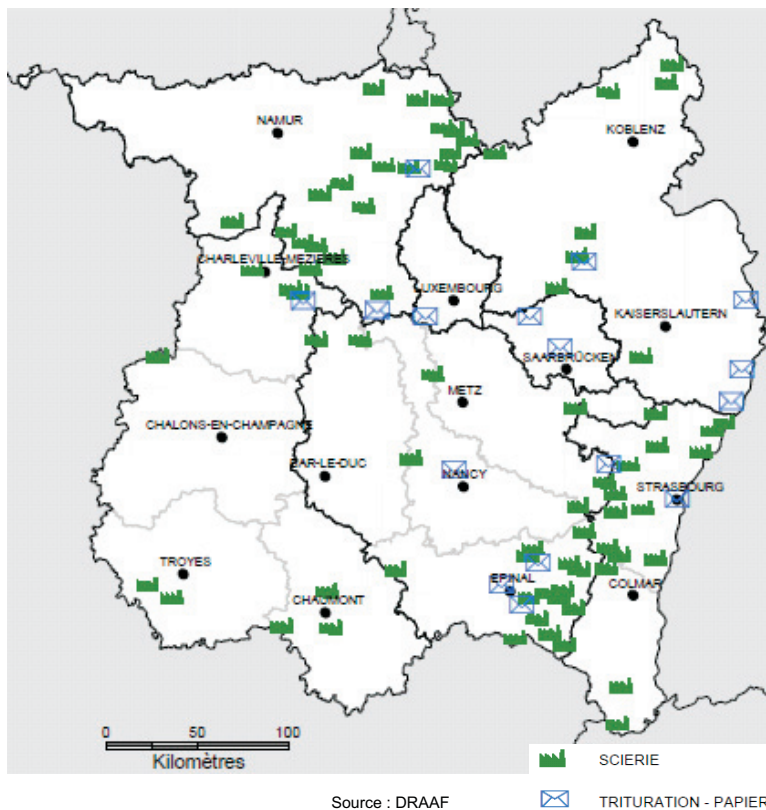 NAMUR
KOBLENZ
CHARLEVILLE-MEZIERES
LUXEMBOURG
KAISERSLAUTERN
SAARBRÜCKEN
METZ
CHALONS-EN-CHAMPAGNE
BAR-LE-DUC
NANCY
STRASBOURG
TROYES
EPINAL
COLMAR
CHAUMONT
0 50 100
Kilomètres
SCIERIE
Source : DRAAF
TRITURATION - PAPIER